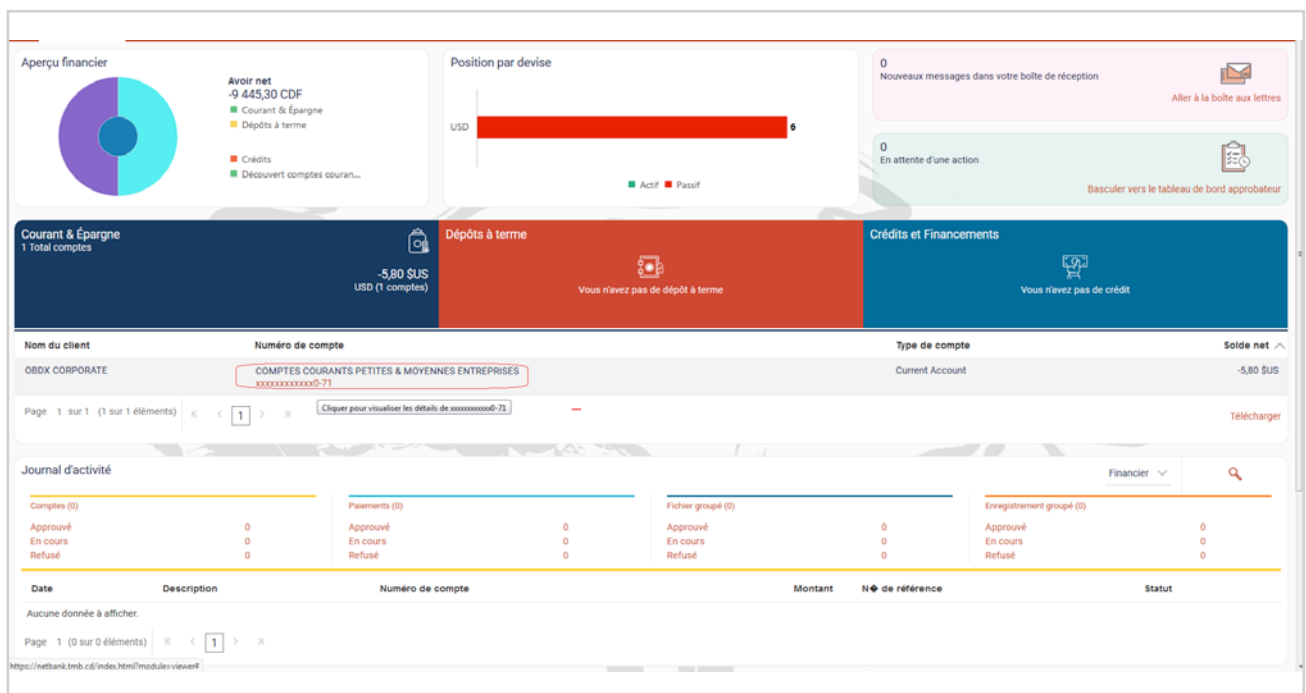 Aperçu financier
Avoir net
-9 445,30 CDF
Courant & Épargne
Dépôts à terme
Crédits
Découvert comptes couran...
Position par devise
USD
6
Actif Passif
0
Nouveaux messages dans votre boîte de réception
Aller à la boîte aux lettres
0
En attente d'une action
Basculer vers le tableau de bord approbateur
Courant & Épargne
1 Total comptes
-5,80 $US
USD (1 comptes)
Dépôts à terme
Vous n'avez pas de dépôt à terme
Crédits et Financements
Vous n'avez pas de crédit
Nom du client Numéro de compte Type de compte Solde net
OBDX CORPORATE COMPTES COURANTS PETITES & MOYENNES ENTREPRISES Current Account -5,80 $US
xxxxxxxxxxxx0-71
Page 1 sur 1 (1 sur 1 éléments) 1 Cliquer pour visualiser les détails de xxxxxxxxxxxx0-71 Télécharger
Journal d'activité Financier
Comptes (0) Paiements (0) Fichier groupé (0) Enregistrement groupé (0)
Approuvé 0 Approuvé 0 Approuvé 0 Approuvé 0
En cours 0 En cours 0 En cours 0 En cours 0
Refusé 0 Refusé 0 Refusé 0 Refusé 0
Date Description Numéro de compte Montant N� de référence Statut
Aucune donnée à afficher.
Page 1 (0 sur 0 éléments) 1
https://netbank.tmb.cd/index.html?module=viewer#